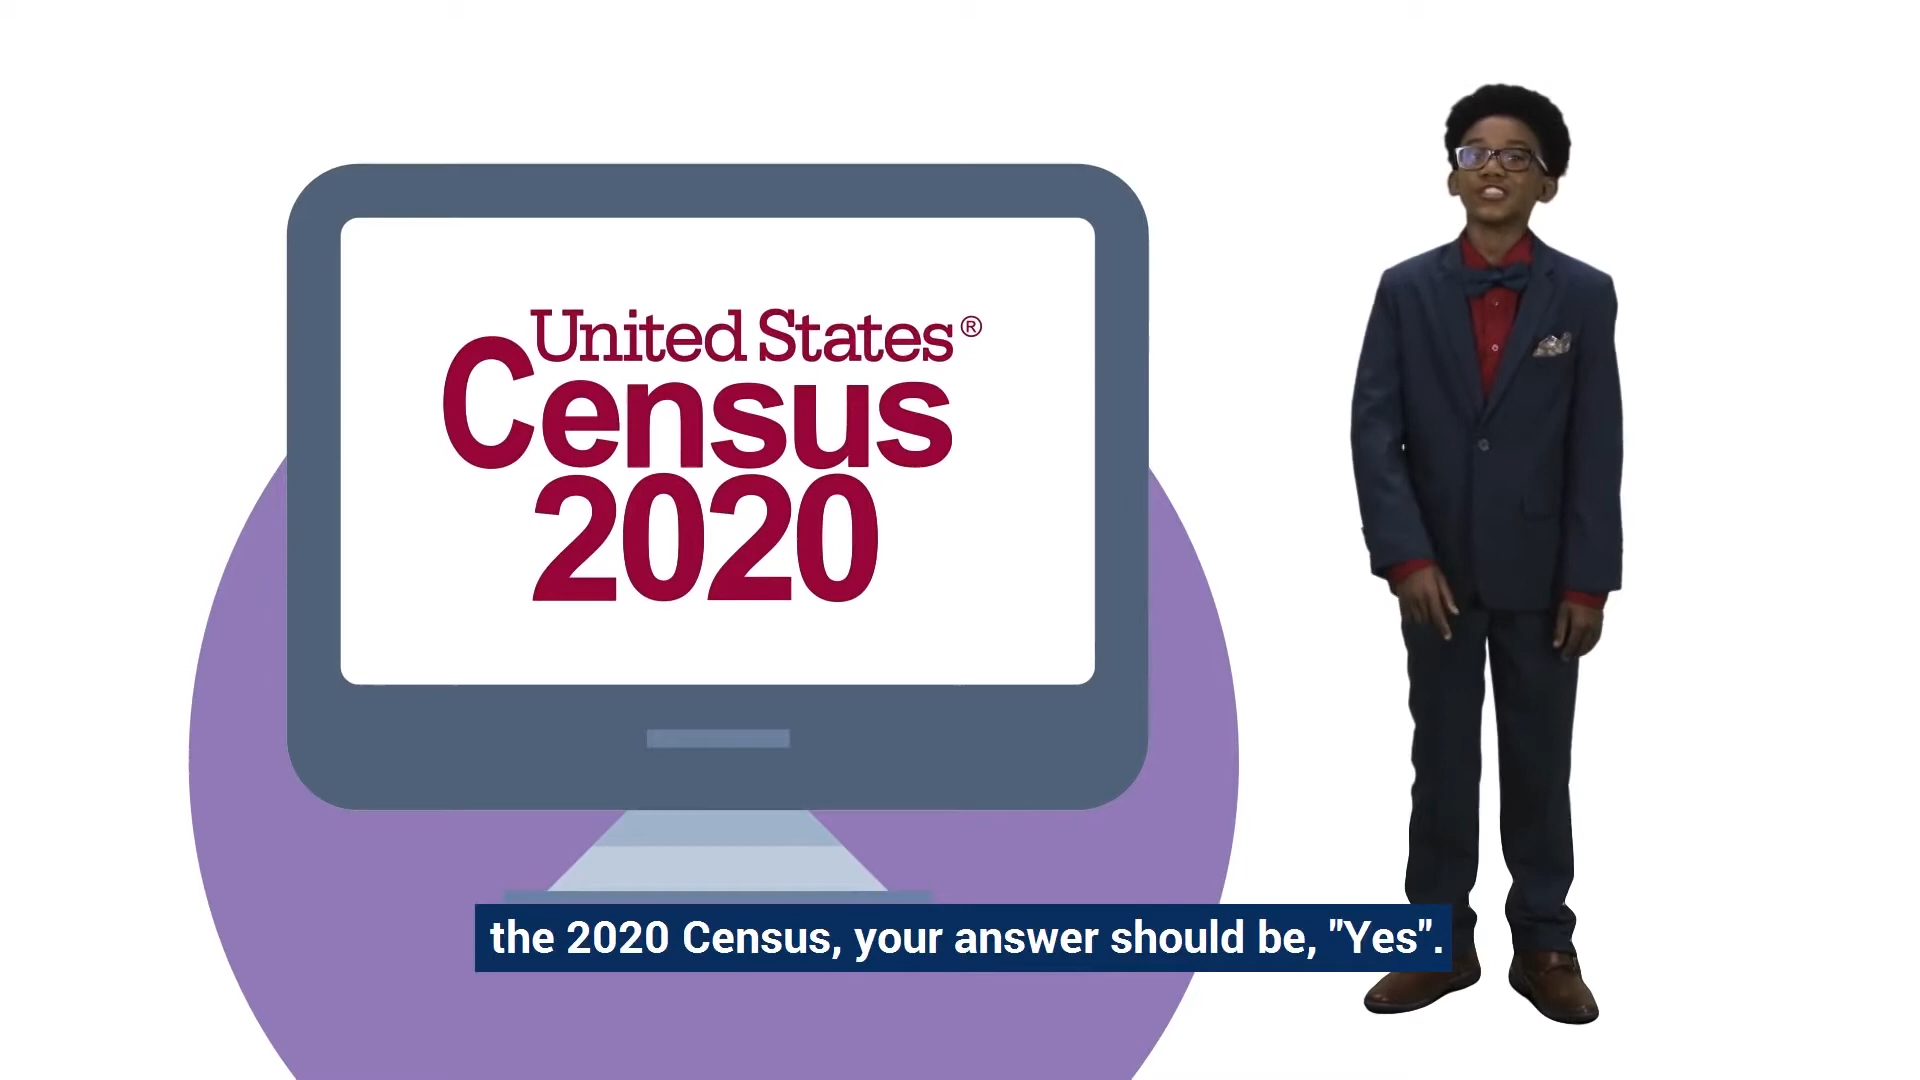 United States®
Census
2020
the 2020 Census, your answer should be, "Yes".